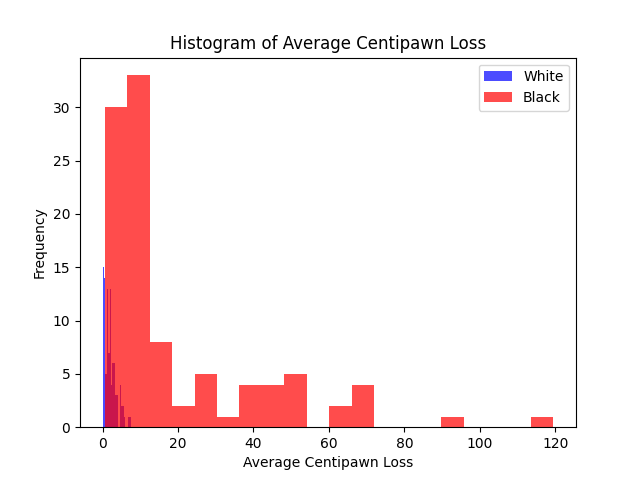 Histogram of Average Centipawn Loss
White
Black
Frequency
30
25
20
15
10
5
0
0 20 40 60 80 100 120
Average Centipawn Loss